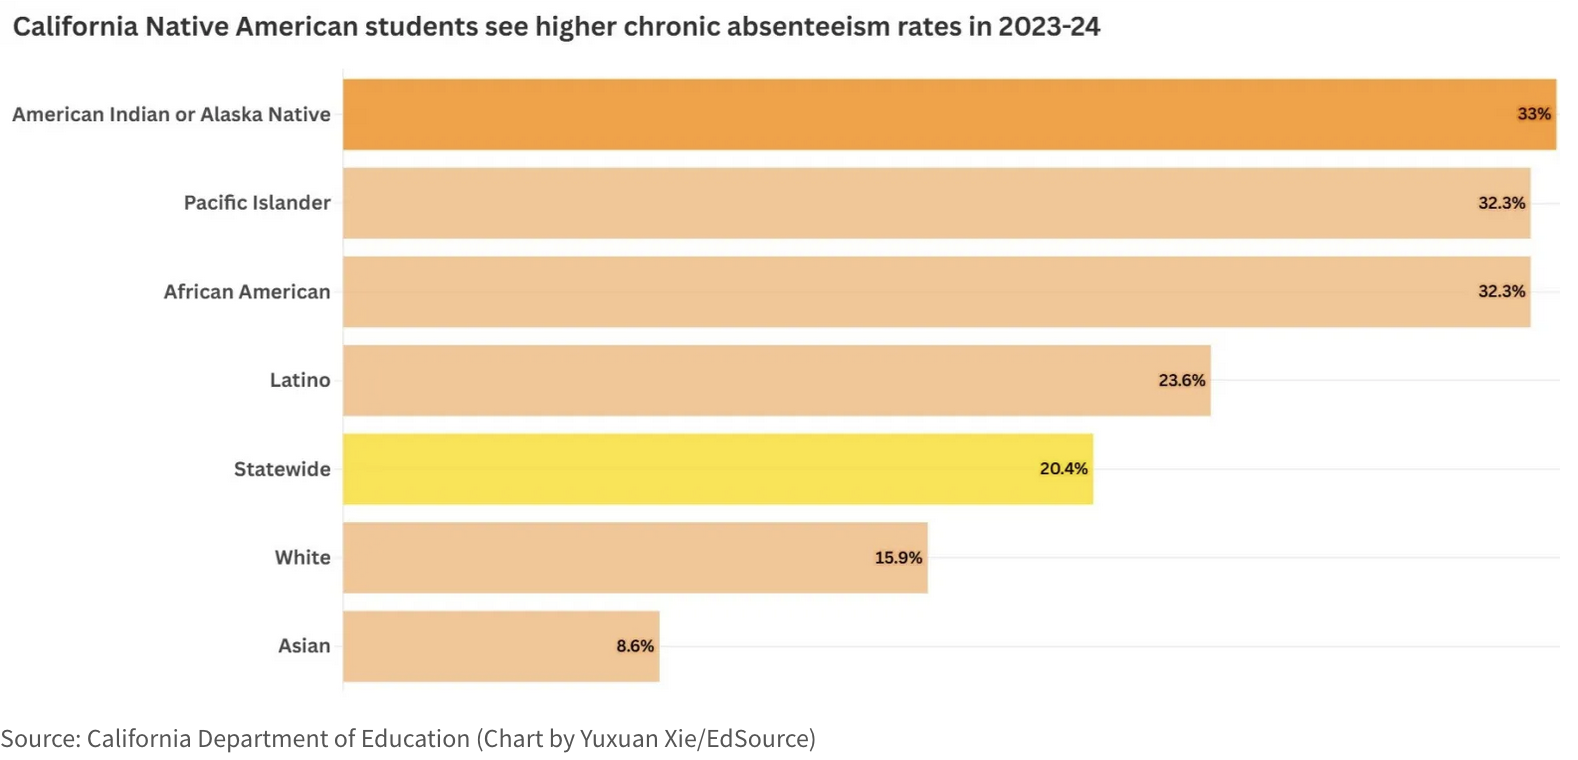 California Native American students see higher chronic absenteeism rates in 2023-24
American Indian or Alaska Native 33%
Pacific Islander 32.3%
African American 32.3%
Latino 23.6%
Statewide 20.4%
White 15.9%
Asian 8.6%
Source: California Department of Education (Chart by Yuxuan Xie/EdSource)